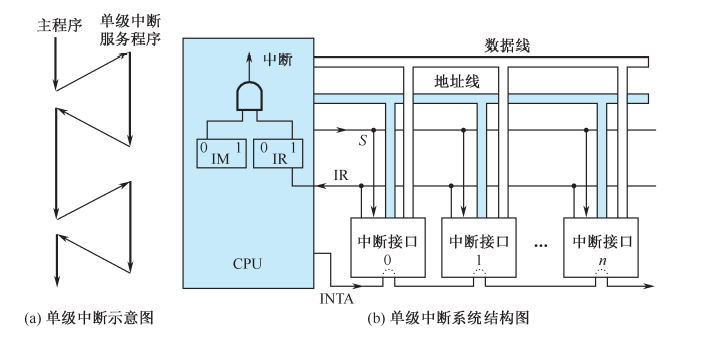 主程序
单级中断
服务程序
(a) 单级中断示意图
数据线
地址线
中断
0 1
IM
0 1
IR
S
IR
CPU
INTA
中断接口
0
中断接口
1
...
中断接口
n
(b) 单级中断系统结构图